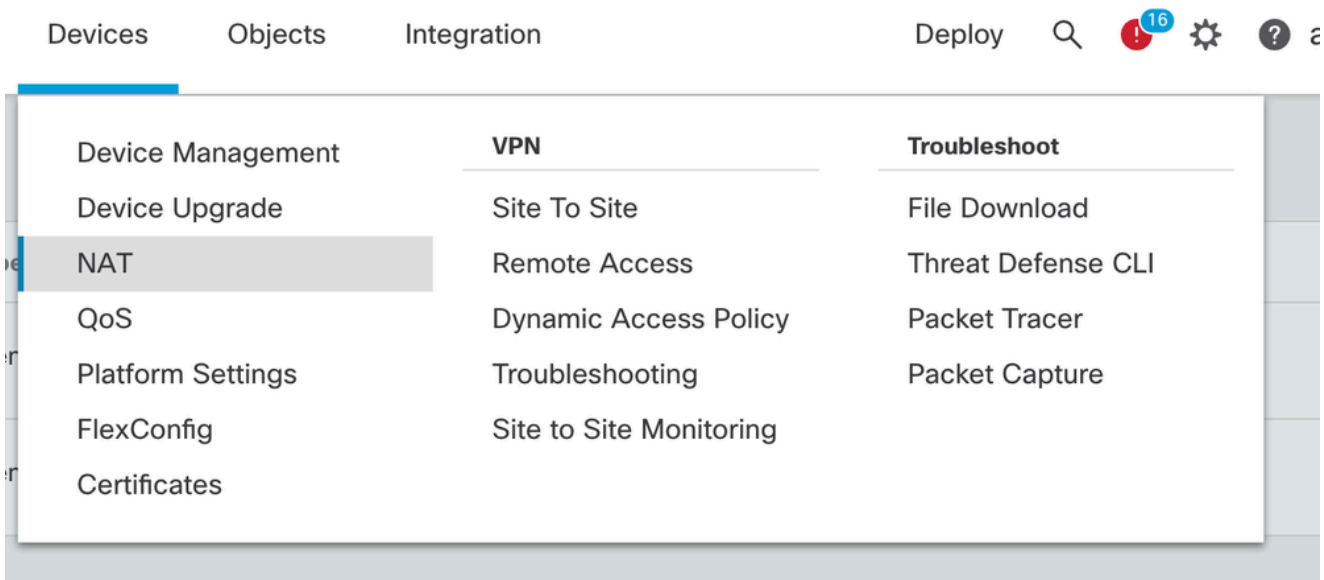 Devices Objects Integration Deploy 16
Device Management
Device Upgrade
NAT
QoS
Platform Settings
FlexConfig
Certificates
VPN
Site To Site
Remote Access
Dynamic Access Policy
Troubleshooting
Site to Site Monitoring
Troubleshoot
File Download
Threat Defense CLI
Packet Tracer
Packet Capture